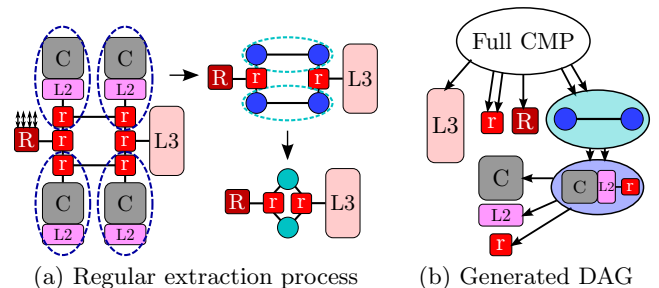 C C
L2 L2
r r
R r r L3
r r
C C
L2 L2
R r r L3
R r r L3
(a) Regular extraction process
Full CMP
L3 r R
C C L2 r
L2
r
(b) Generated DAG